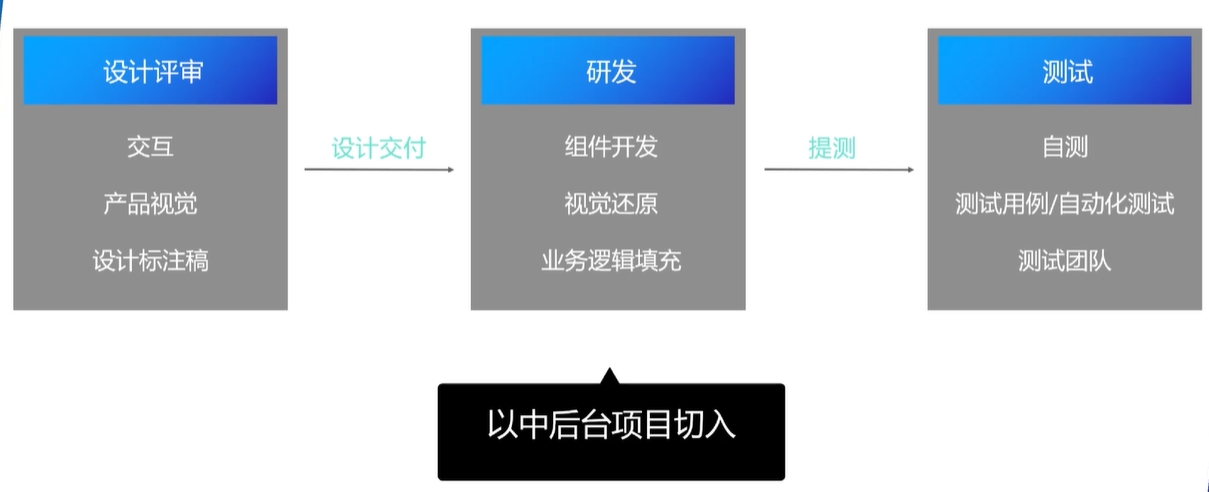 设计评审
交互
产品视觉
设计标注稿
设计交付
研发
组件开发
视觉还原
业务逻辑填充
提测
测试
自测
测试用例/自动化测试
测试团队
以中后台项目切入